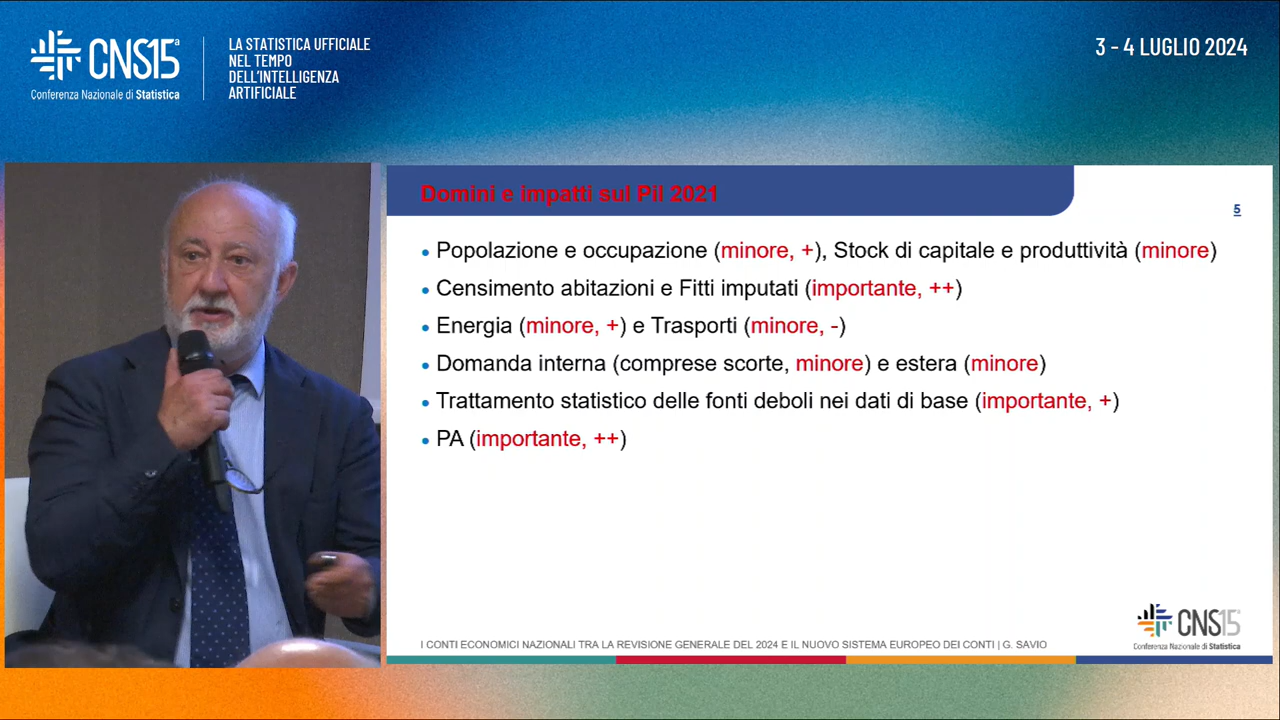 CNS15ª
Conferenza Nazionale di Statistica
LA STATISTICA UFFICIALE
NEL TEMPO
DELL'INTELLIGENZA
ARTIFICIALE
3 - 4 LUGLIO 2024
Domini e impatti sul Pil 2021
5
• Popolazione e occupazione (minore, +), Stock di capitale e produttività (minore)
• Censimento abitazioni e Fitti imputati (importante, ++)
• Energia (minore, +) e Trasporti (minore, -)
• Domanda interna (comprese scorte, minore) e estera (minore)
• Trattamento statistico delle fonti deboli nei dati di base (importante, +)
• PA (importante, ++)
I CONTI ECONOMICI NAZIONALI TRA LA REVISIONE GENERALE DEL 2024 E IL NUOVO SISTEMA EUROPEO DEI CONTI | G. SAVIO
CNS15
Conferenza Nazionale di Statistica